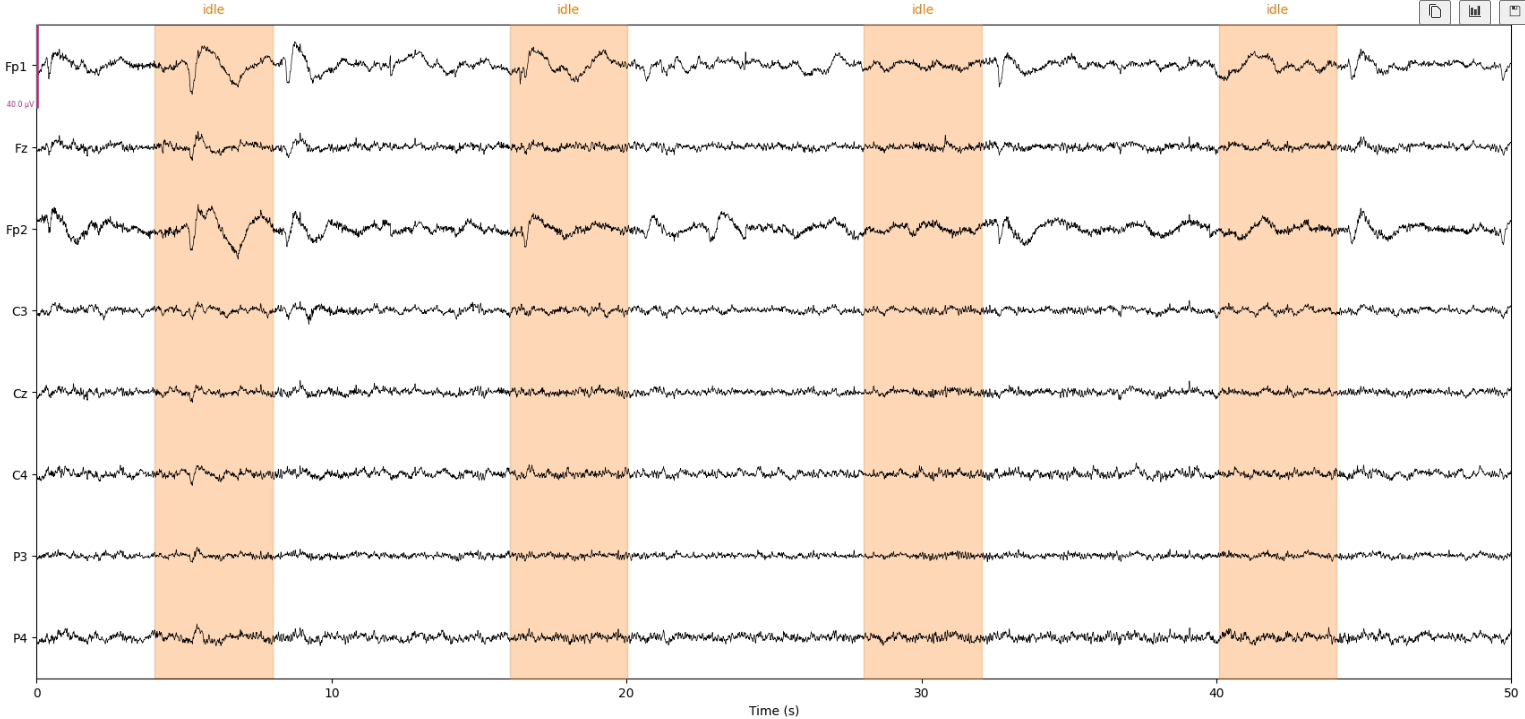 idle idle idle idle
Fp1
40.0 µV
Fz
Fp2
C3
Cz
C4
P3
P4
0 10 20 30 40 50
Time (s)